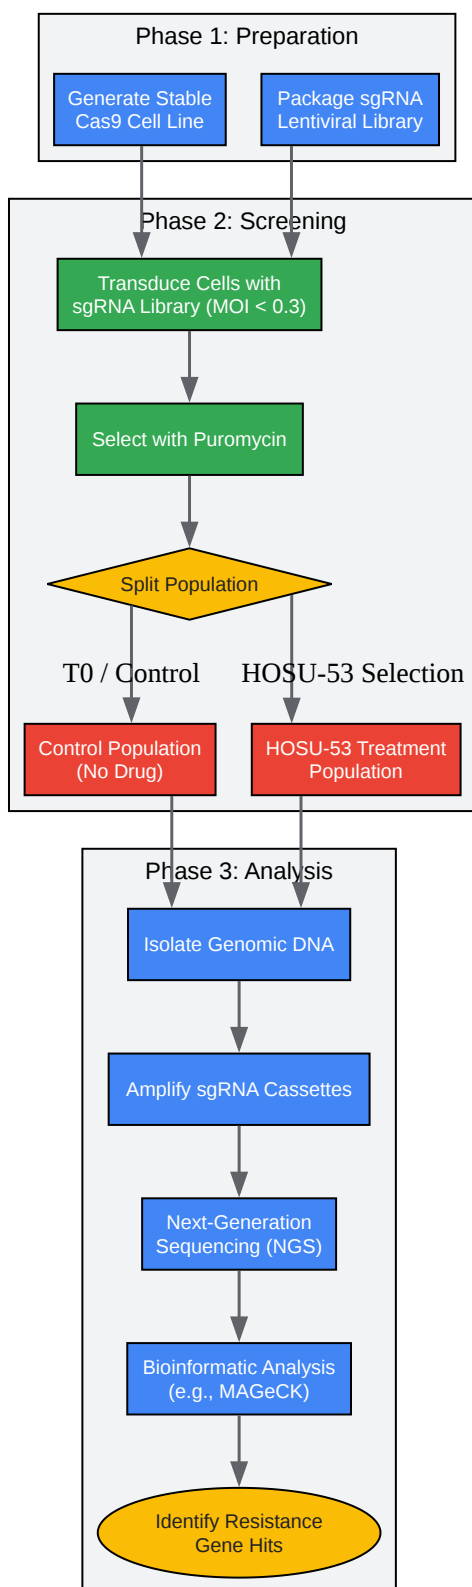 Phase 1: Preparation
Generate Stable
Cas9 Cell Line
Package sgRNA
Lentiviral Library
Phase 2: Screening
Transduce Cells with
sgRNA Library (MOI < 0.3)
Select with Puromycin
Split Population
T0 / Control
HOSU-53 Selection
Control Population
(No Drug)
HOSU-53 Treatment
Population
Phase 3: Analysis
Isolate Genomic DNA
Amplify sgRNA Cassettes
Next-Generation
Sequencing (NGS)
Bioinformatic Analysis
(e.g., MAGeCK)
Identify Resistance
Gene Hits